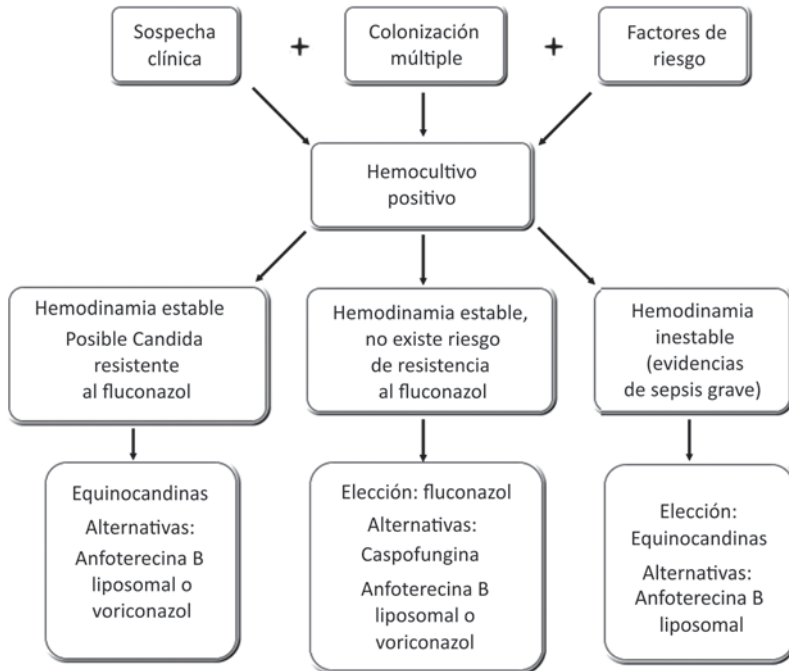 Sospecha
clínica
+
Colonización
múltiple
+
Factores de
riesgo
Hemocultivo
positivo
Hemodinamia estable
Posible Candida
resistente
al fluconazol
Hemodinamia estable,
no existe riesgo
de resistencia
al fluconazol
Hemodinamia
inestable
(evidencias
de sepsis grave)
Equinocandinas
Alternativas:
Anfoterecina B
liposomal o
voriconazol
Elección: fluconazol
Alternativas:
Caspofungina
Anfoterecina B
liposomal o
voriconazol
Elección:
Equinocandinas
Alternativas:
Anfoterecina B
liposomal